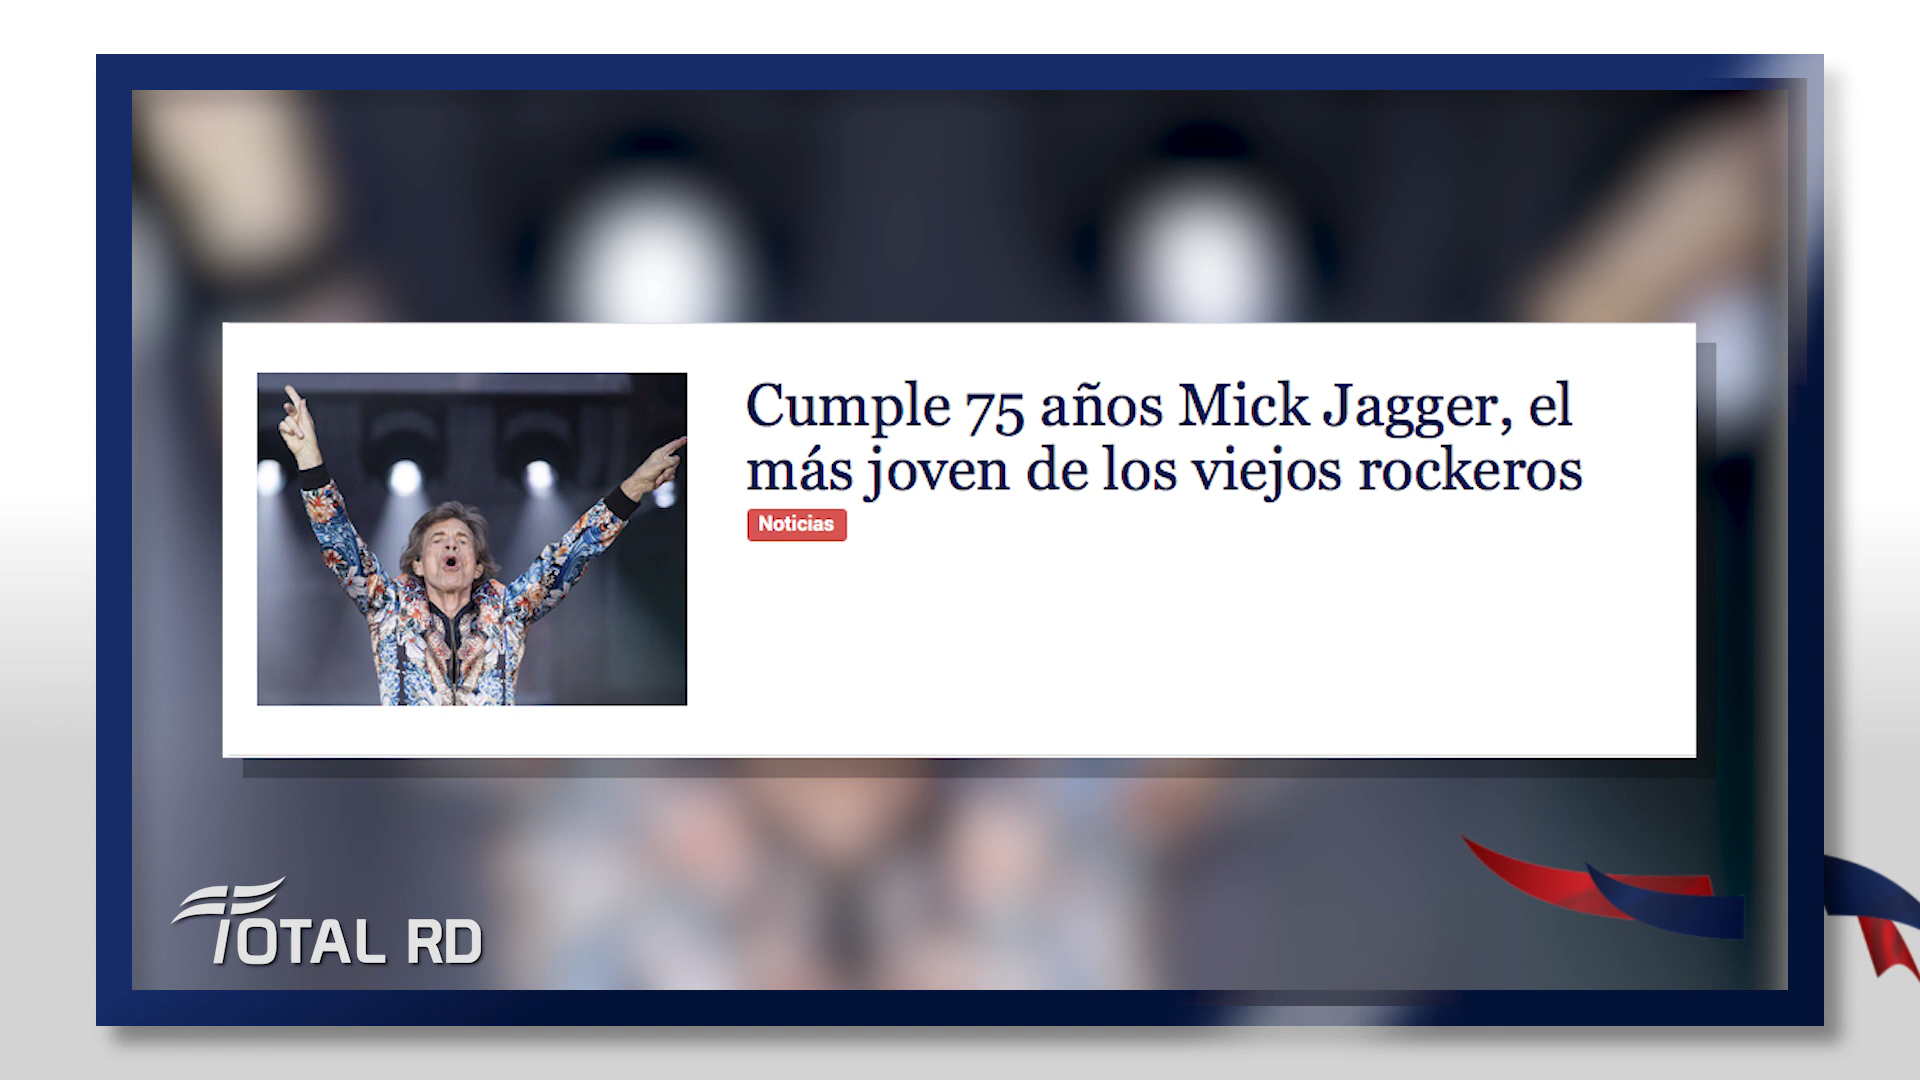 Cumple 75 años Mick Jagger, el
más joven de los viejos rockeros
Noticias
TOTAL RD